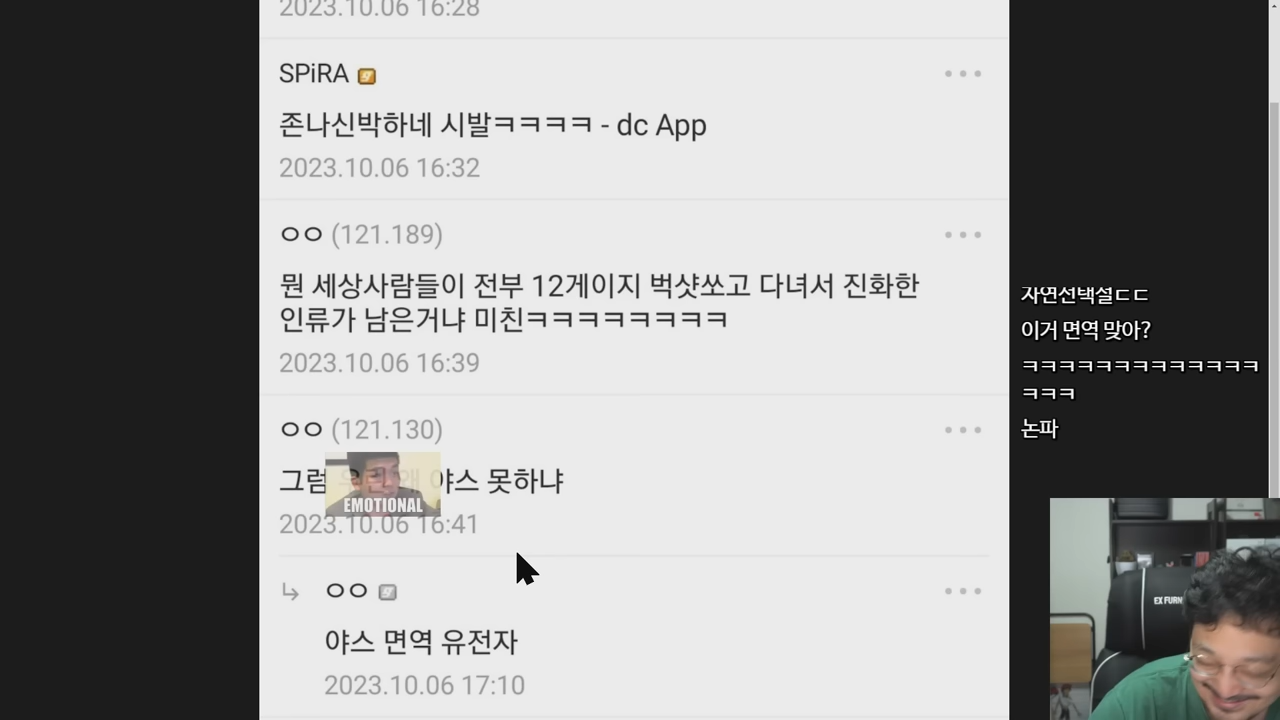 2023.10.06 16:28
SPiRA
존나신박하네 시발ㅋㅋㅋㅋ - dc App
2023.10.06 16:32
ㅇㅇ (121.189)
뭔 세상사람들이 전부 12게이지 벅샷쏘고 다녀서 진화한
인류가 남은거냐 미친ㅋㅋㅋㅋㅋㅋㅋㅋ
2023.10.06 16:39
ㅇㅇ (121.130)
그럼 우린 왜 야스 못하냐
EMOTIONAL
2023.10.06 16:41
ㅇㅇ
야스 면역 유전자
2023.10.06 17:10
자연선택설ㄷㄷ
이거 면역 맞아?
ㅋㅋㅋㅋㅋㅋㅋㅋㅋㅋㅋㅋㅋ
ㅋㅋㅋ
논파
EX FURN